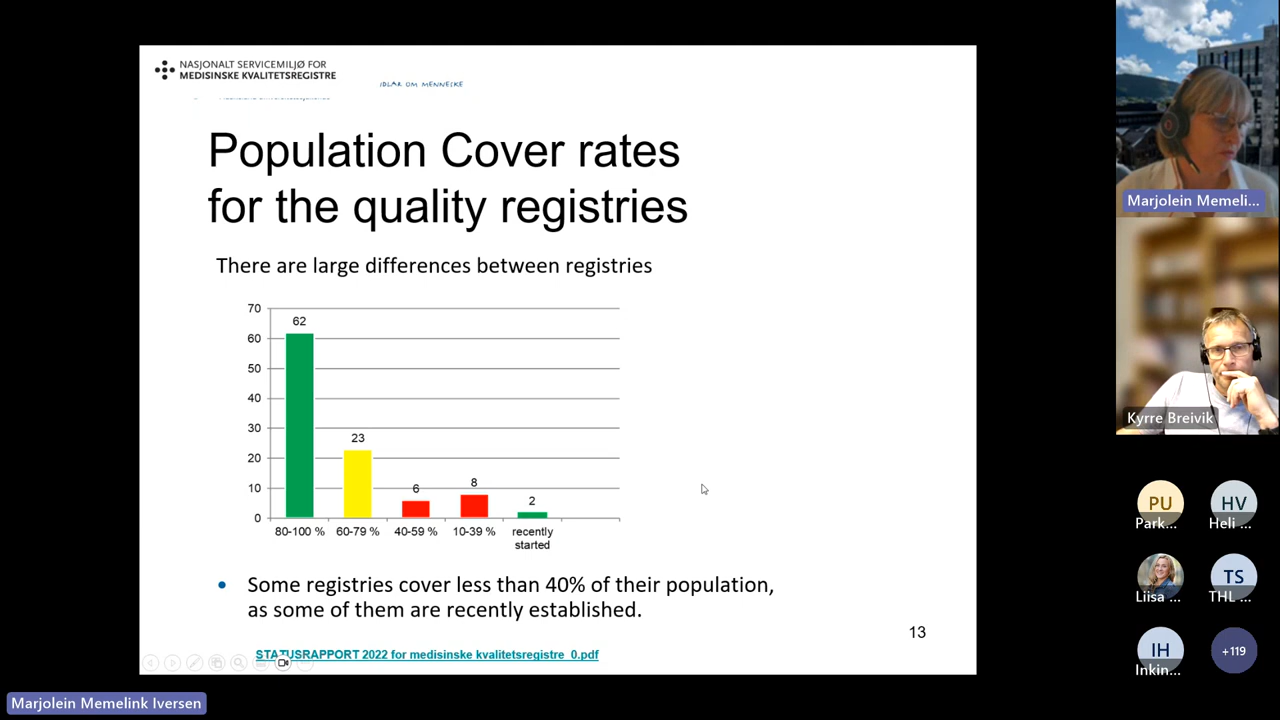 NASJONALT SERVICEMILJØ FOR
MEDISINSKE KVALITETSREGISTRE
IDLAR OM MENNESKE
Population Cover rates
for the quality registries
There are large differences between registries
70
60
50
40
30
20
10
0
62
23
6
8
2
80-100 %
60-79 %
40-59 %
10-39 %
recently
started
Some registries cover less than 40% of their population,
as some of them are recently established.
13
STATUSRAPPORT 2022 for medisinske kvalitetsregistre_0.pdf
Marjolein Memeli...
Kyrre Breivik
PU
HV
Park...
Heli ...
TS
Liisa ...
THL ...
IH
+119
Inkin...
Marjolein Memelink Iversen